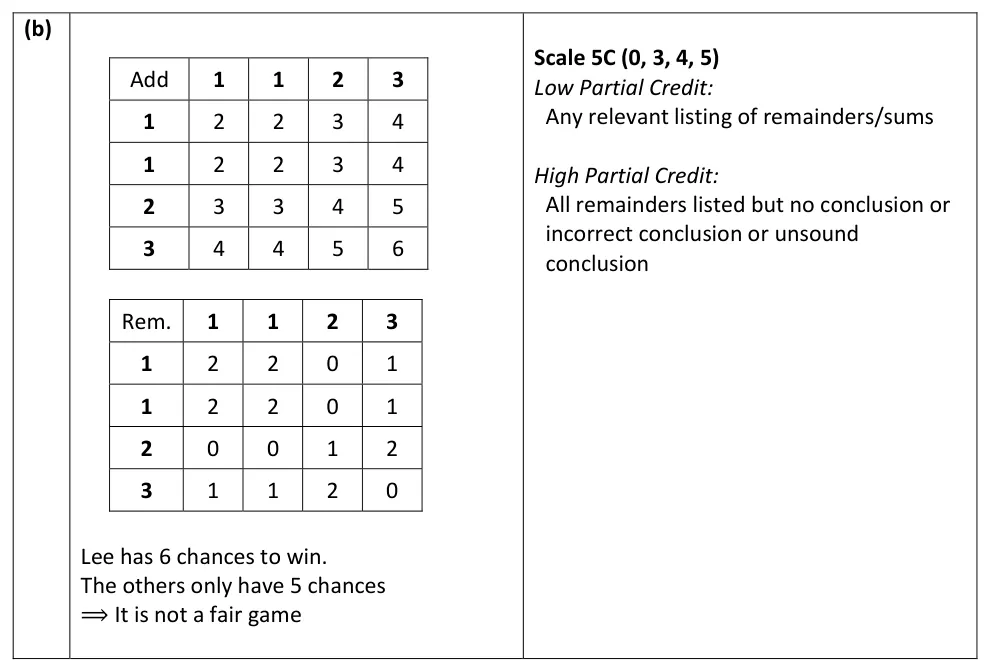 (b)
Add 1 1 2 3
1 2 2 3 4
1 2 2 3 4
2 3 3 4 5
3 4 4 5 6
Rem. 1 1 2 3
1 2 2 0 1
1 2 2 0 1
2 0 0 1 2
3 1 1 2 0
Lee has 6 chances to win.
The others only have 5 chances
⟹ It is not a fair game
Scale 5C (0, 3, 4, 5)
Low Partial Credit:
Any relevant listing of remainders/sums
High Partial Credit:
All remainders listed but no conclusion or
incorrect conclusion or unsound
conclusion